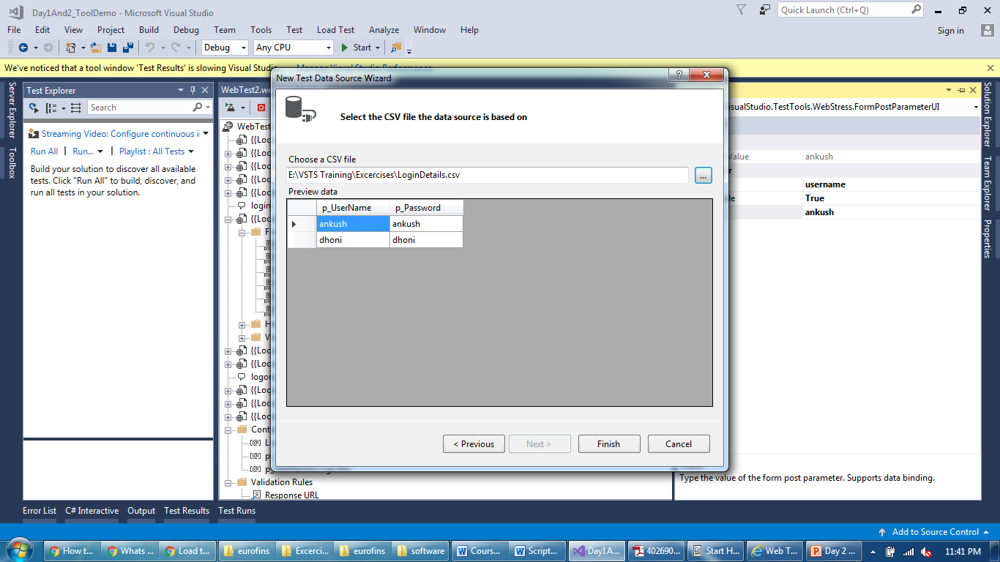 Day1And2_ToolDemo - Microsoft Visual Studio
Quick Launch (Ctrl+Q)
File Edit View Project Build Debug Team Tools Test Load Test Analyze Window Help
Sign in
Debug Any CPU Start
We've noticed that a tool window 'Test Results' is slowing Visual Studio
Server Explorer
Toolbox
Test Explorer
Search
Streaming Video: Configure continuous i
Run All | Run... | Playlist : All Tests
Build your solution to discover all available
tests. Click "Run All" to build, discover, and
run all tests in your solution.
WebTest2.we
WebTest
{{Loc
{{Loc
{{Loc
{{Loc
{{Loc
login
{{Loc
F
H
V
{{Loc
{{Loc
logou
{{Loc
{{Loc
{{Loc
Cont
L
p
Validation Rules
Response URL
New Test Data Source Wizard
?
Select the CSV file the data source is based on
Choose a CSV file
E:\VSTS Training\Excercises\LoginDetails.csv
...
Preview data
p_UserName p_Password
ankush ankush
dhoni dhoni
< Previous Next > Finish Cancel
isualStudio.TestTools.WebStress.FormPostParameterUI
Value ankush
r
username
le True
ankush
Type the value of the form post parameter. Supports data binding.
Solution Explorer
Team Explorer
Properties
Error List C# Interactive Output Test Results Test Runs
Add to Source Control
How t... Whats ... Load t... eurofins Excerci... eurofins software Cours... Script... Day1A... 402690... Start H... Web T... Day 2 ... 11:41 PM